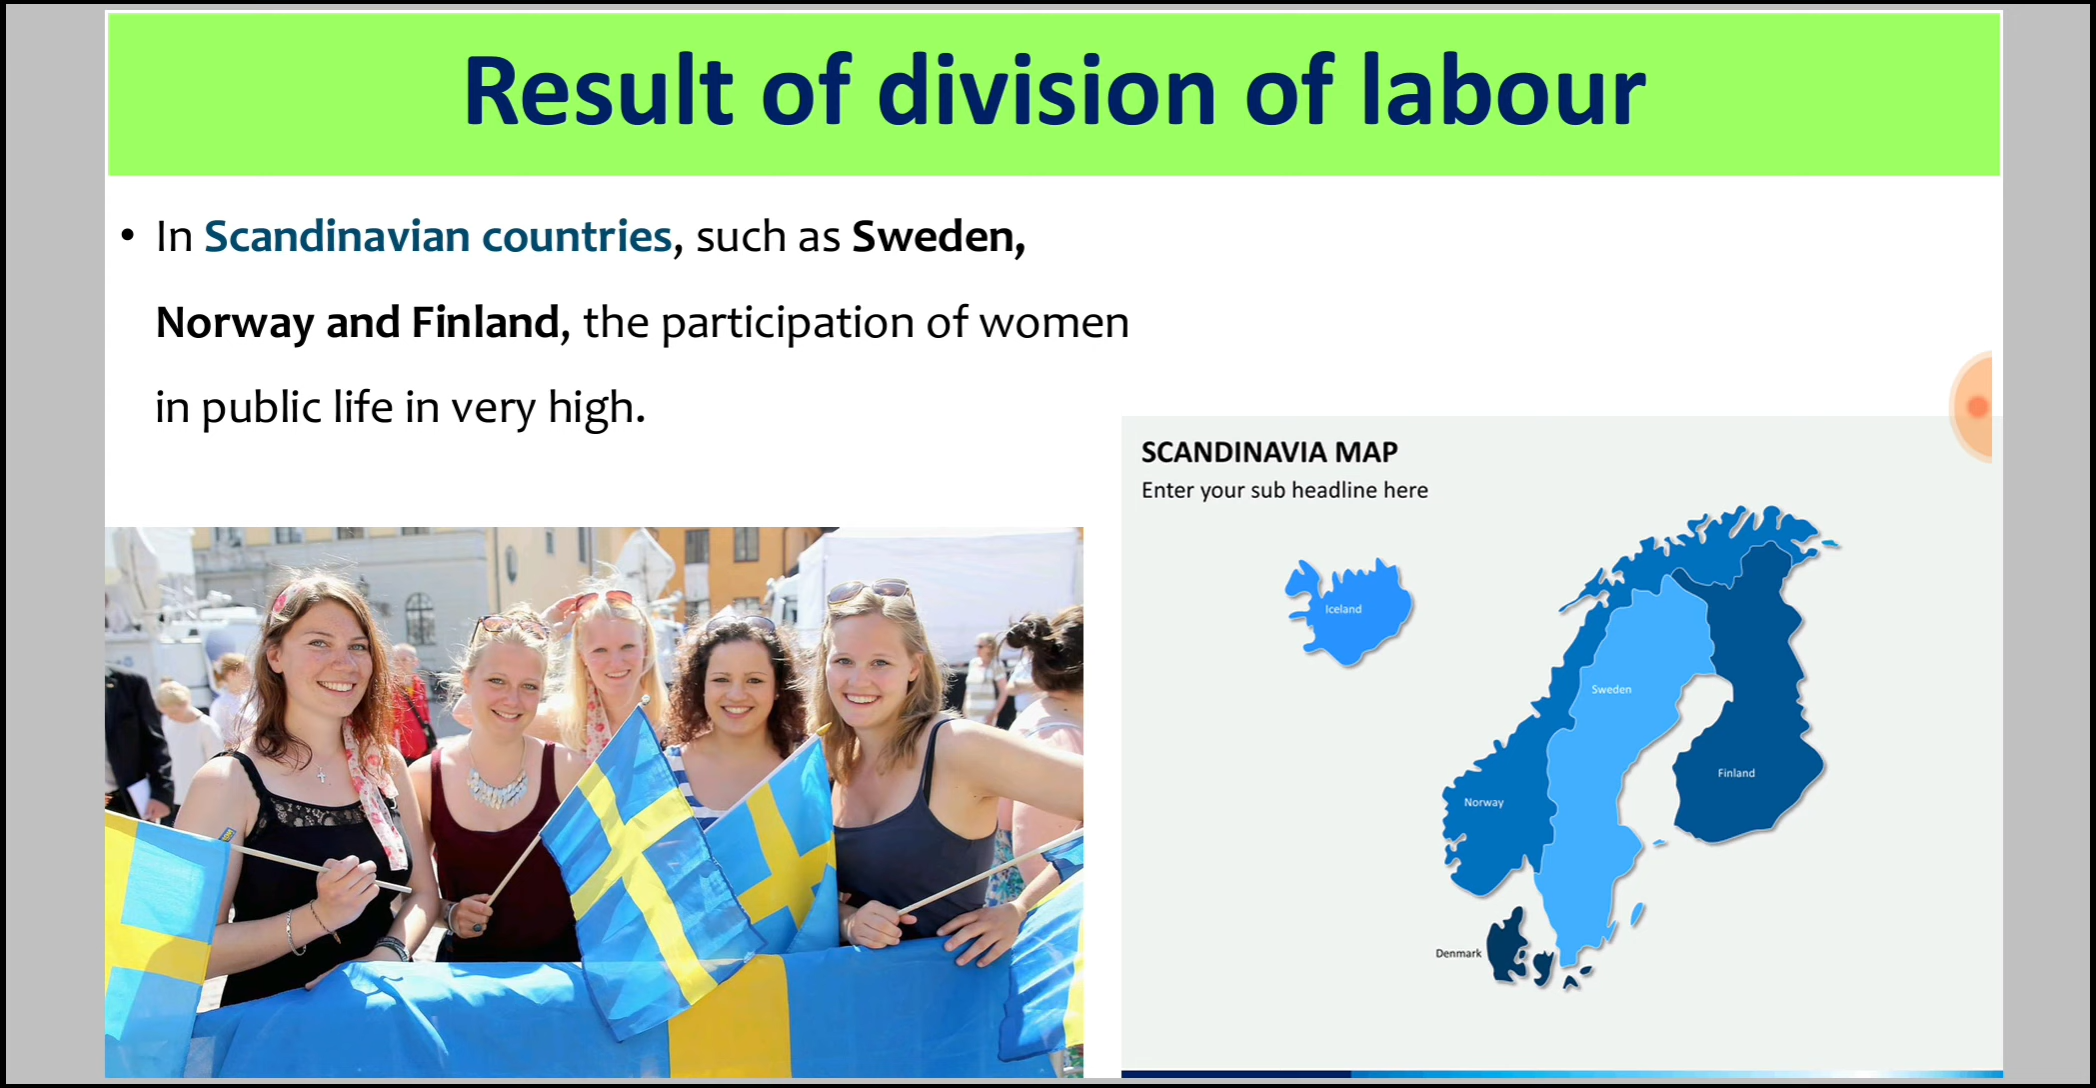 Result of division of labour
• In Scandinavian countries, such as Sweden,
Norway and Finland, the participation of women
in public life in very high.
SCANDINAVIA MAP
Enter your sub headline here
Iceland
Sweden
Finland
Norway
Denmark